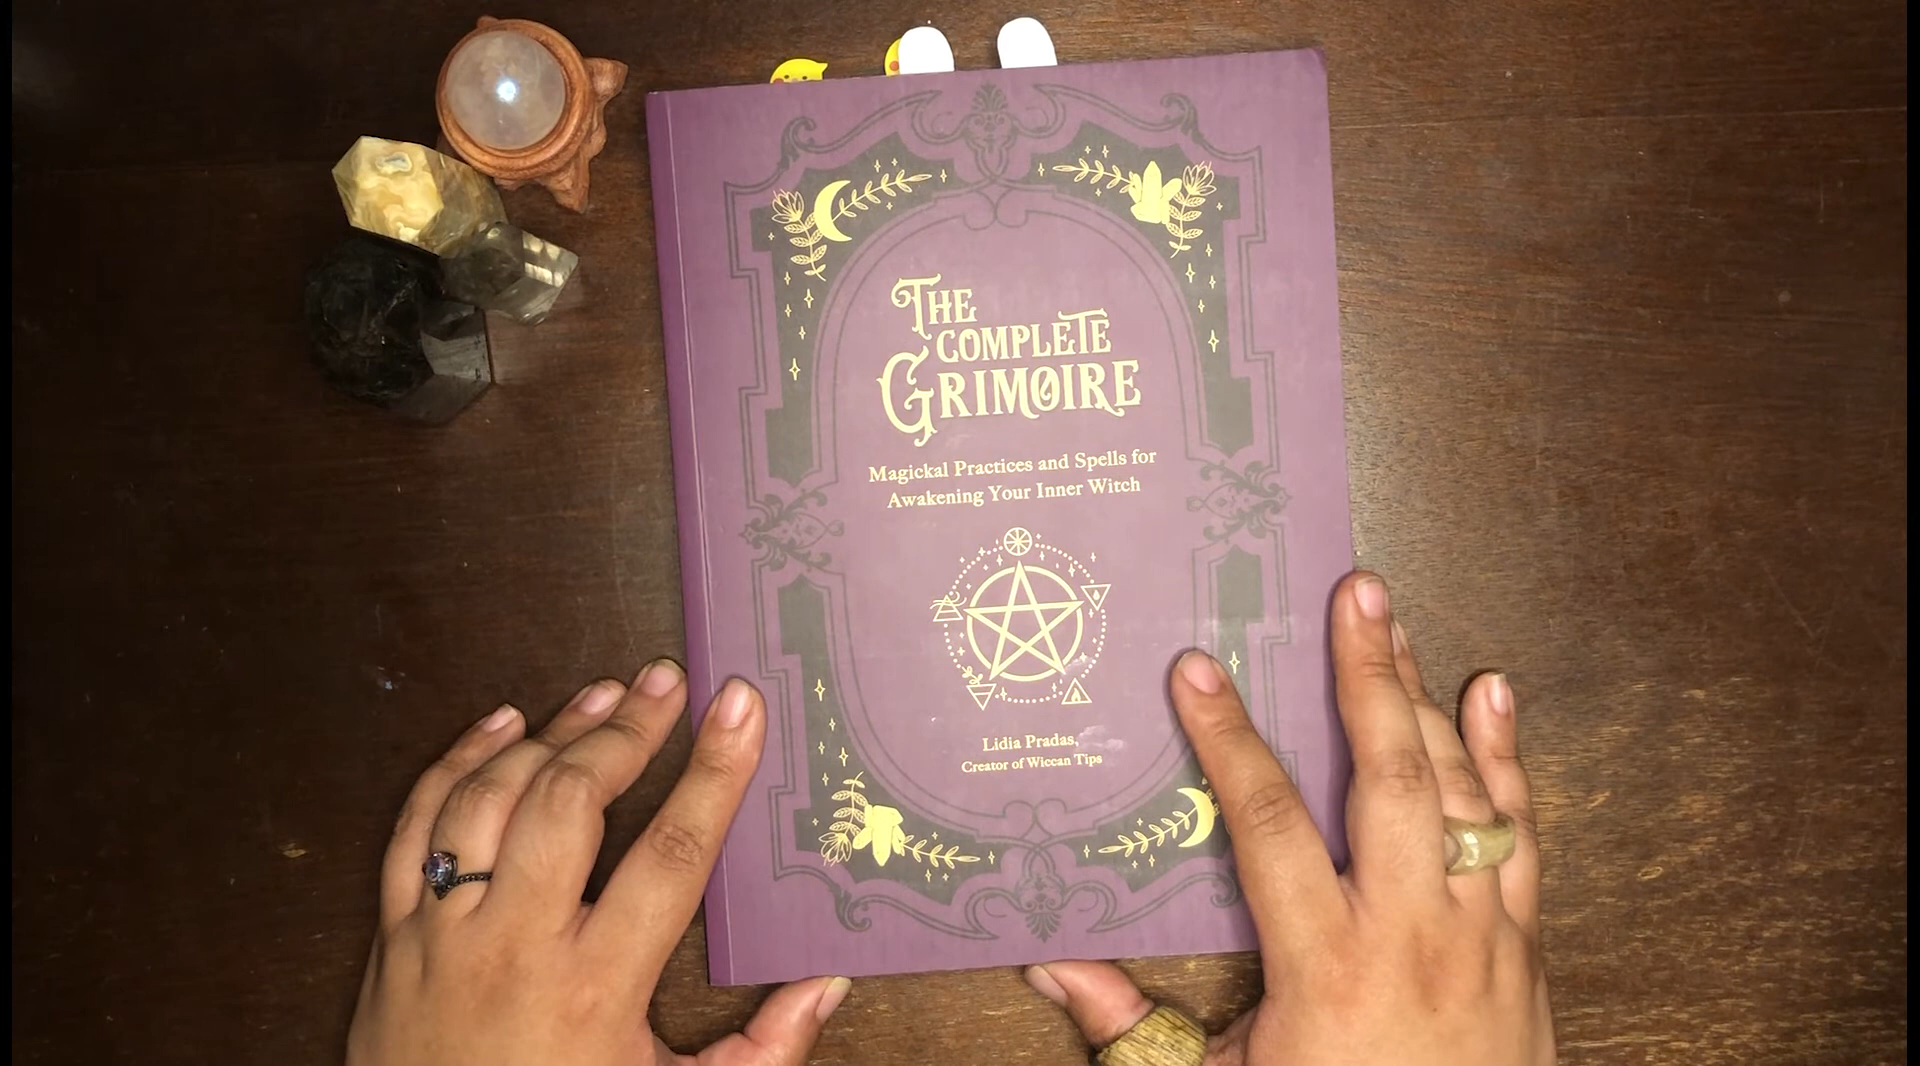 The
Complete
Grimoire
Magickal Practices and Spells for
Awakening Your Inner Witch
Lidia Pradas,
Creator of Wiccan Tips